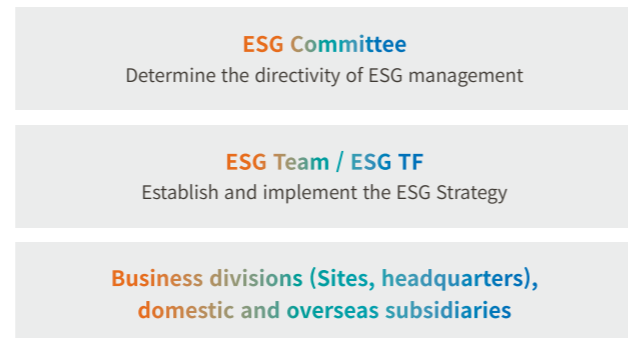 ESG Committee
Determine the directivity of ESG management
ESG Team / ESG TF
Establish and implement the ESG Strategy
Business divisions (Sites, headquarters),
domestic and overseas subsidiaries